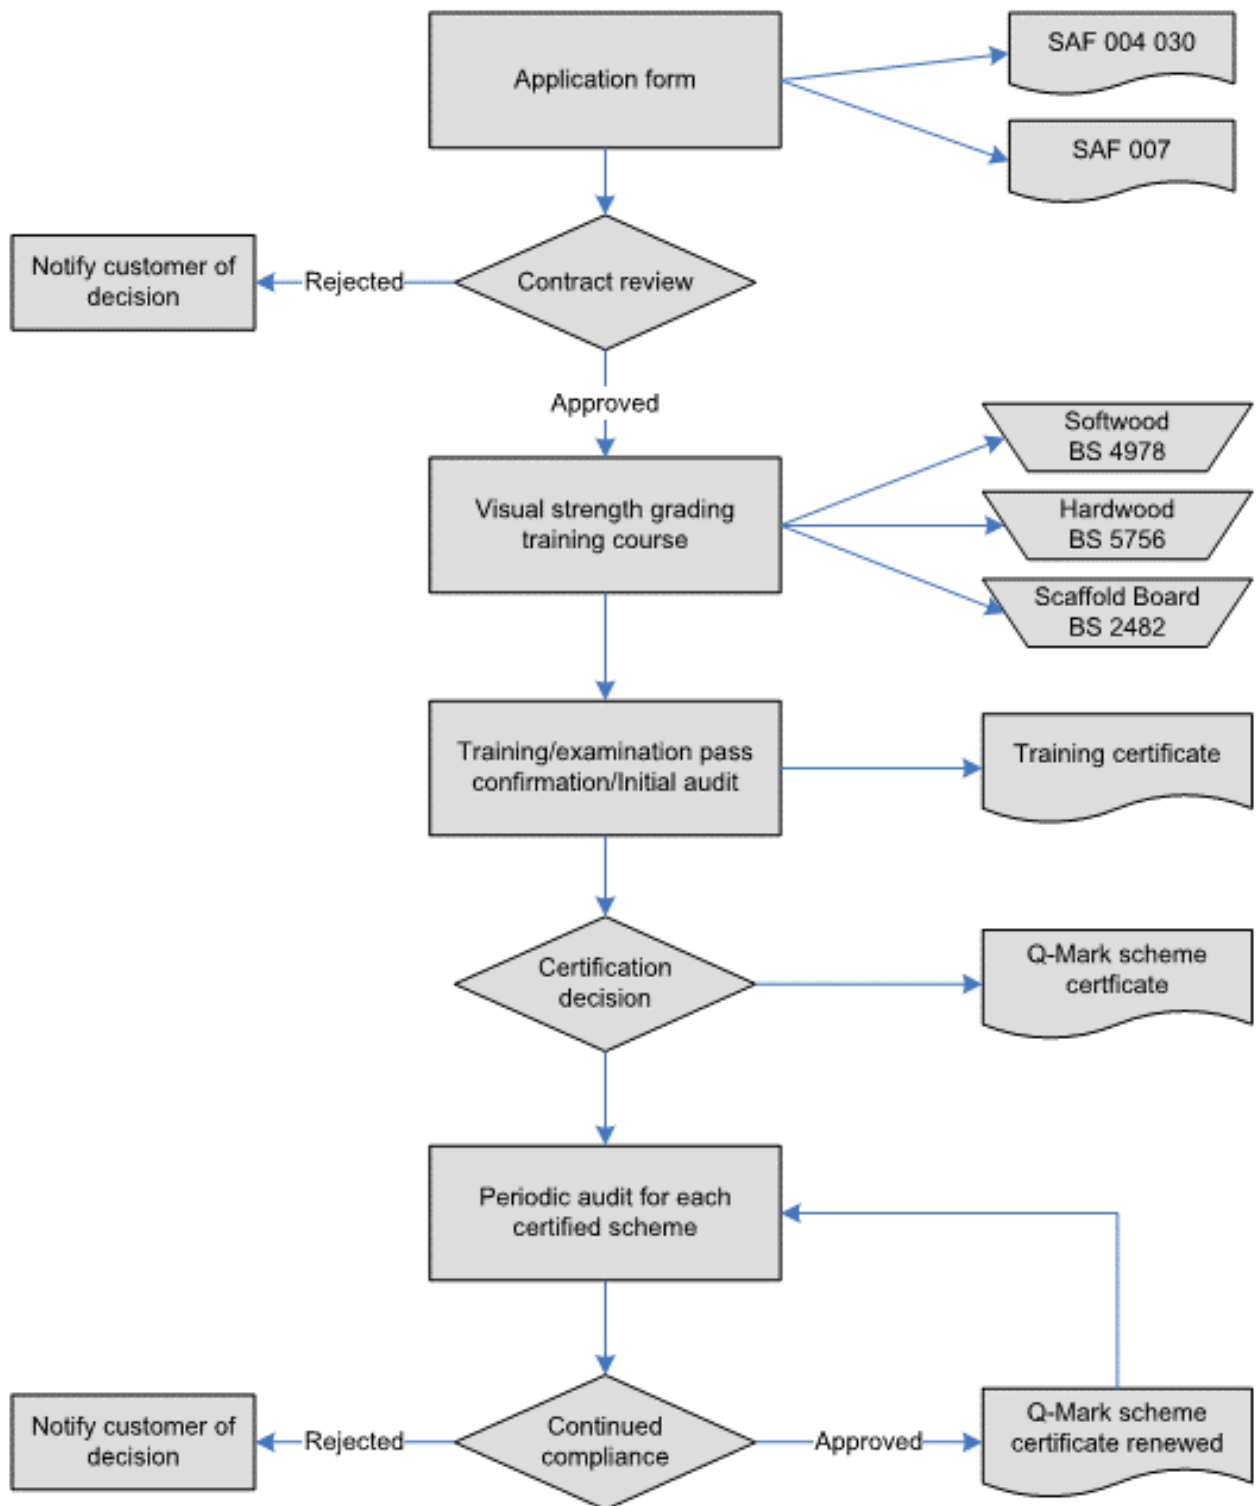 Application form
SAF 004 030
SAF 007
Contract review
Rejected
Notify customer of
decision
Approved
Visual strength grading
training course
Softwood
BS 4978
Hardwood
BS 5756
Scaffold Board
BS 2482
Training/examination pass
confirmation/Initial audit
Training certificate
Certification
decision
Q-Mark scheme
certficate
Periodic audit for each
certified scheme
Continued
compliance
Rejected
Notify customer of
decision
Approved
Q-Mark scheme
certificate renewed